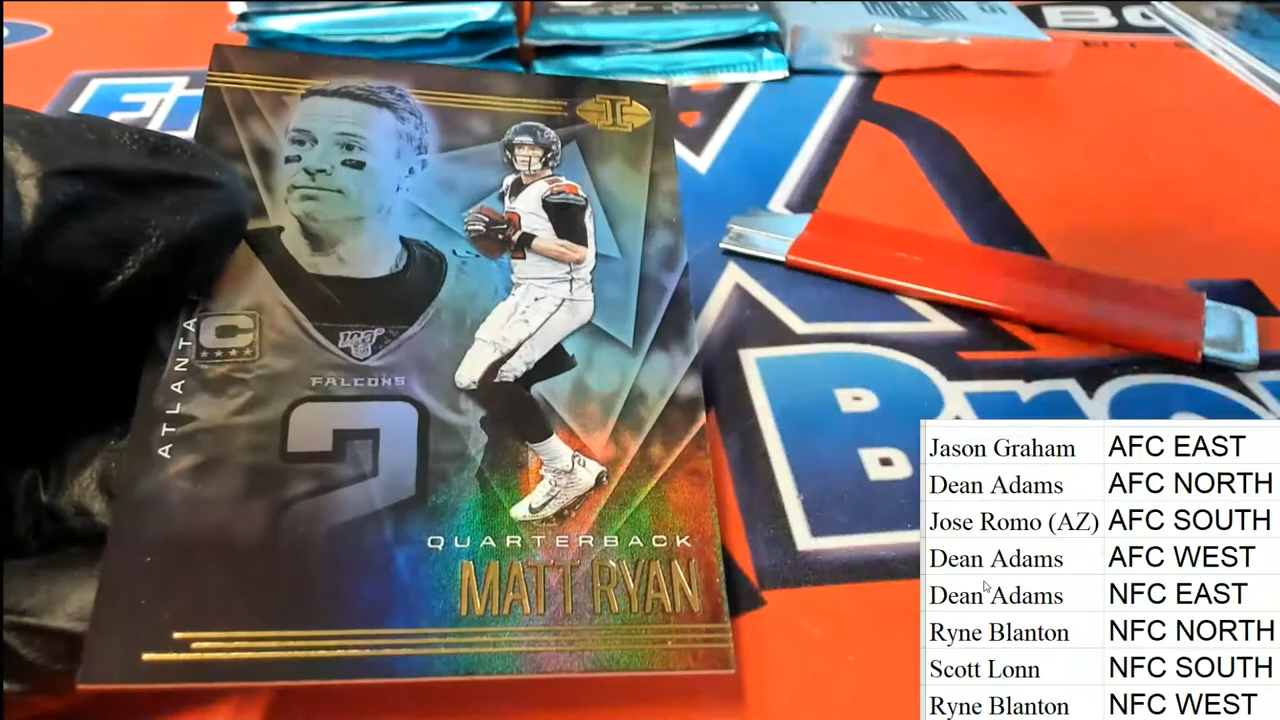 ATLANTA
C
100
FALCONS
2
QUARTERBACK
MATT RYAN
Jason Graham AFC EAST
Dean Adams AFC NORTH
Jose Romo (AZ) AFC SOUTH
Dean Adams AFC WEST
Dean Adams NFC EAST
Ryne Blanton NFC NORTH
Scott Lonn NFC SOUTH
Ryne Blanton NFC WEST